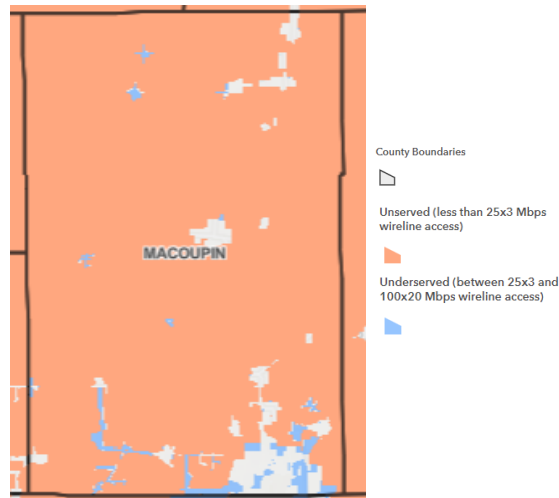 MACOUPIN
County Boundaries
Unserved (less than 25x3 Mbps
wireline access)
Underserved (between 25x3 and
100x20 Mbps wireline access)